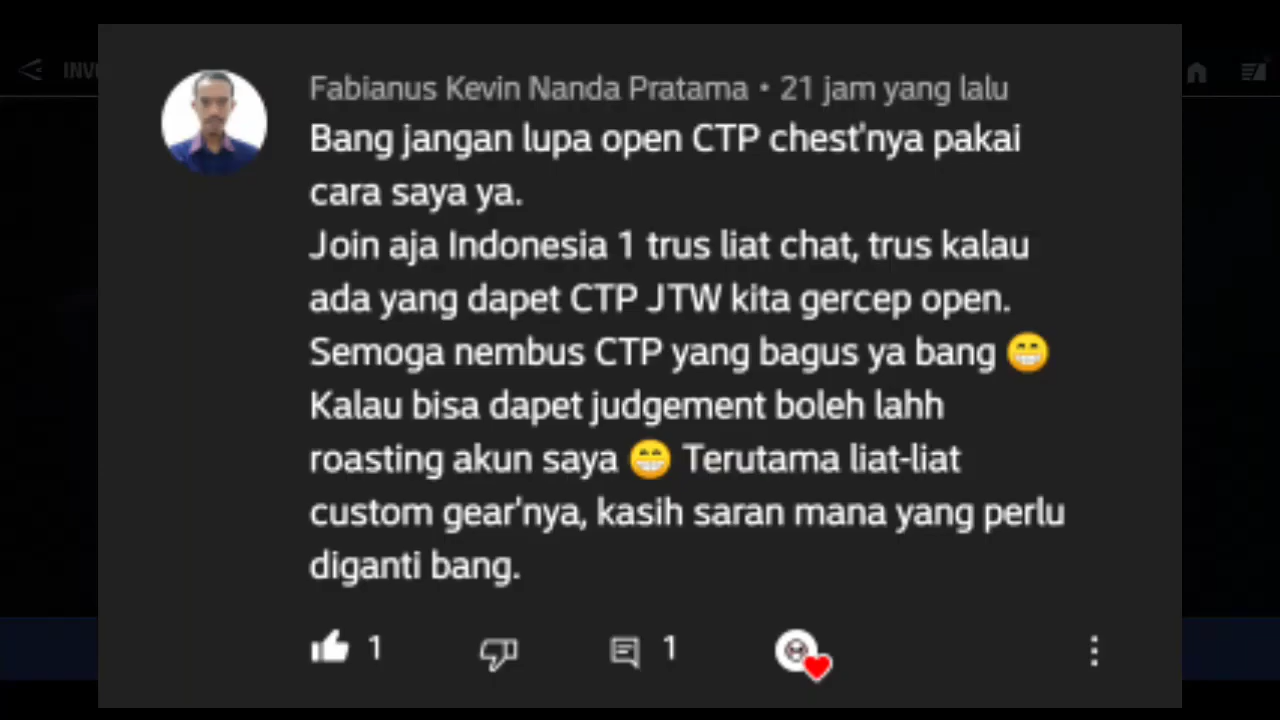 INV
Fabianus Kevin Nanda Pratama • 21 jam yang lalu
Bang jangan lupa open CTP chest'nya pakai
cara saya ya.
Join aja Indonesia 1 trus liat chat, trus kalau
ada yang dapet CTP JTW kita gercep open.
Semoga nembus CTP yang bagus ya bang 😁
Kalau bisa dapet judgement boleh lahh
roasting akun saya 😁 Terutama liat-liat
custom gear'nya, kasih saran mana yang perlu
diganti bang.
1 1